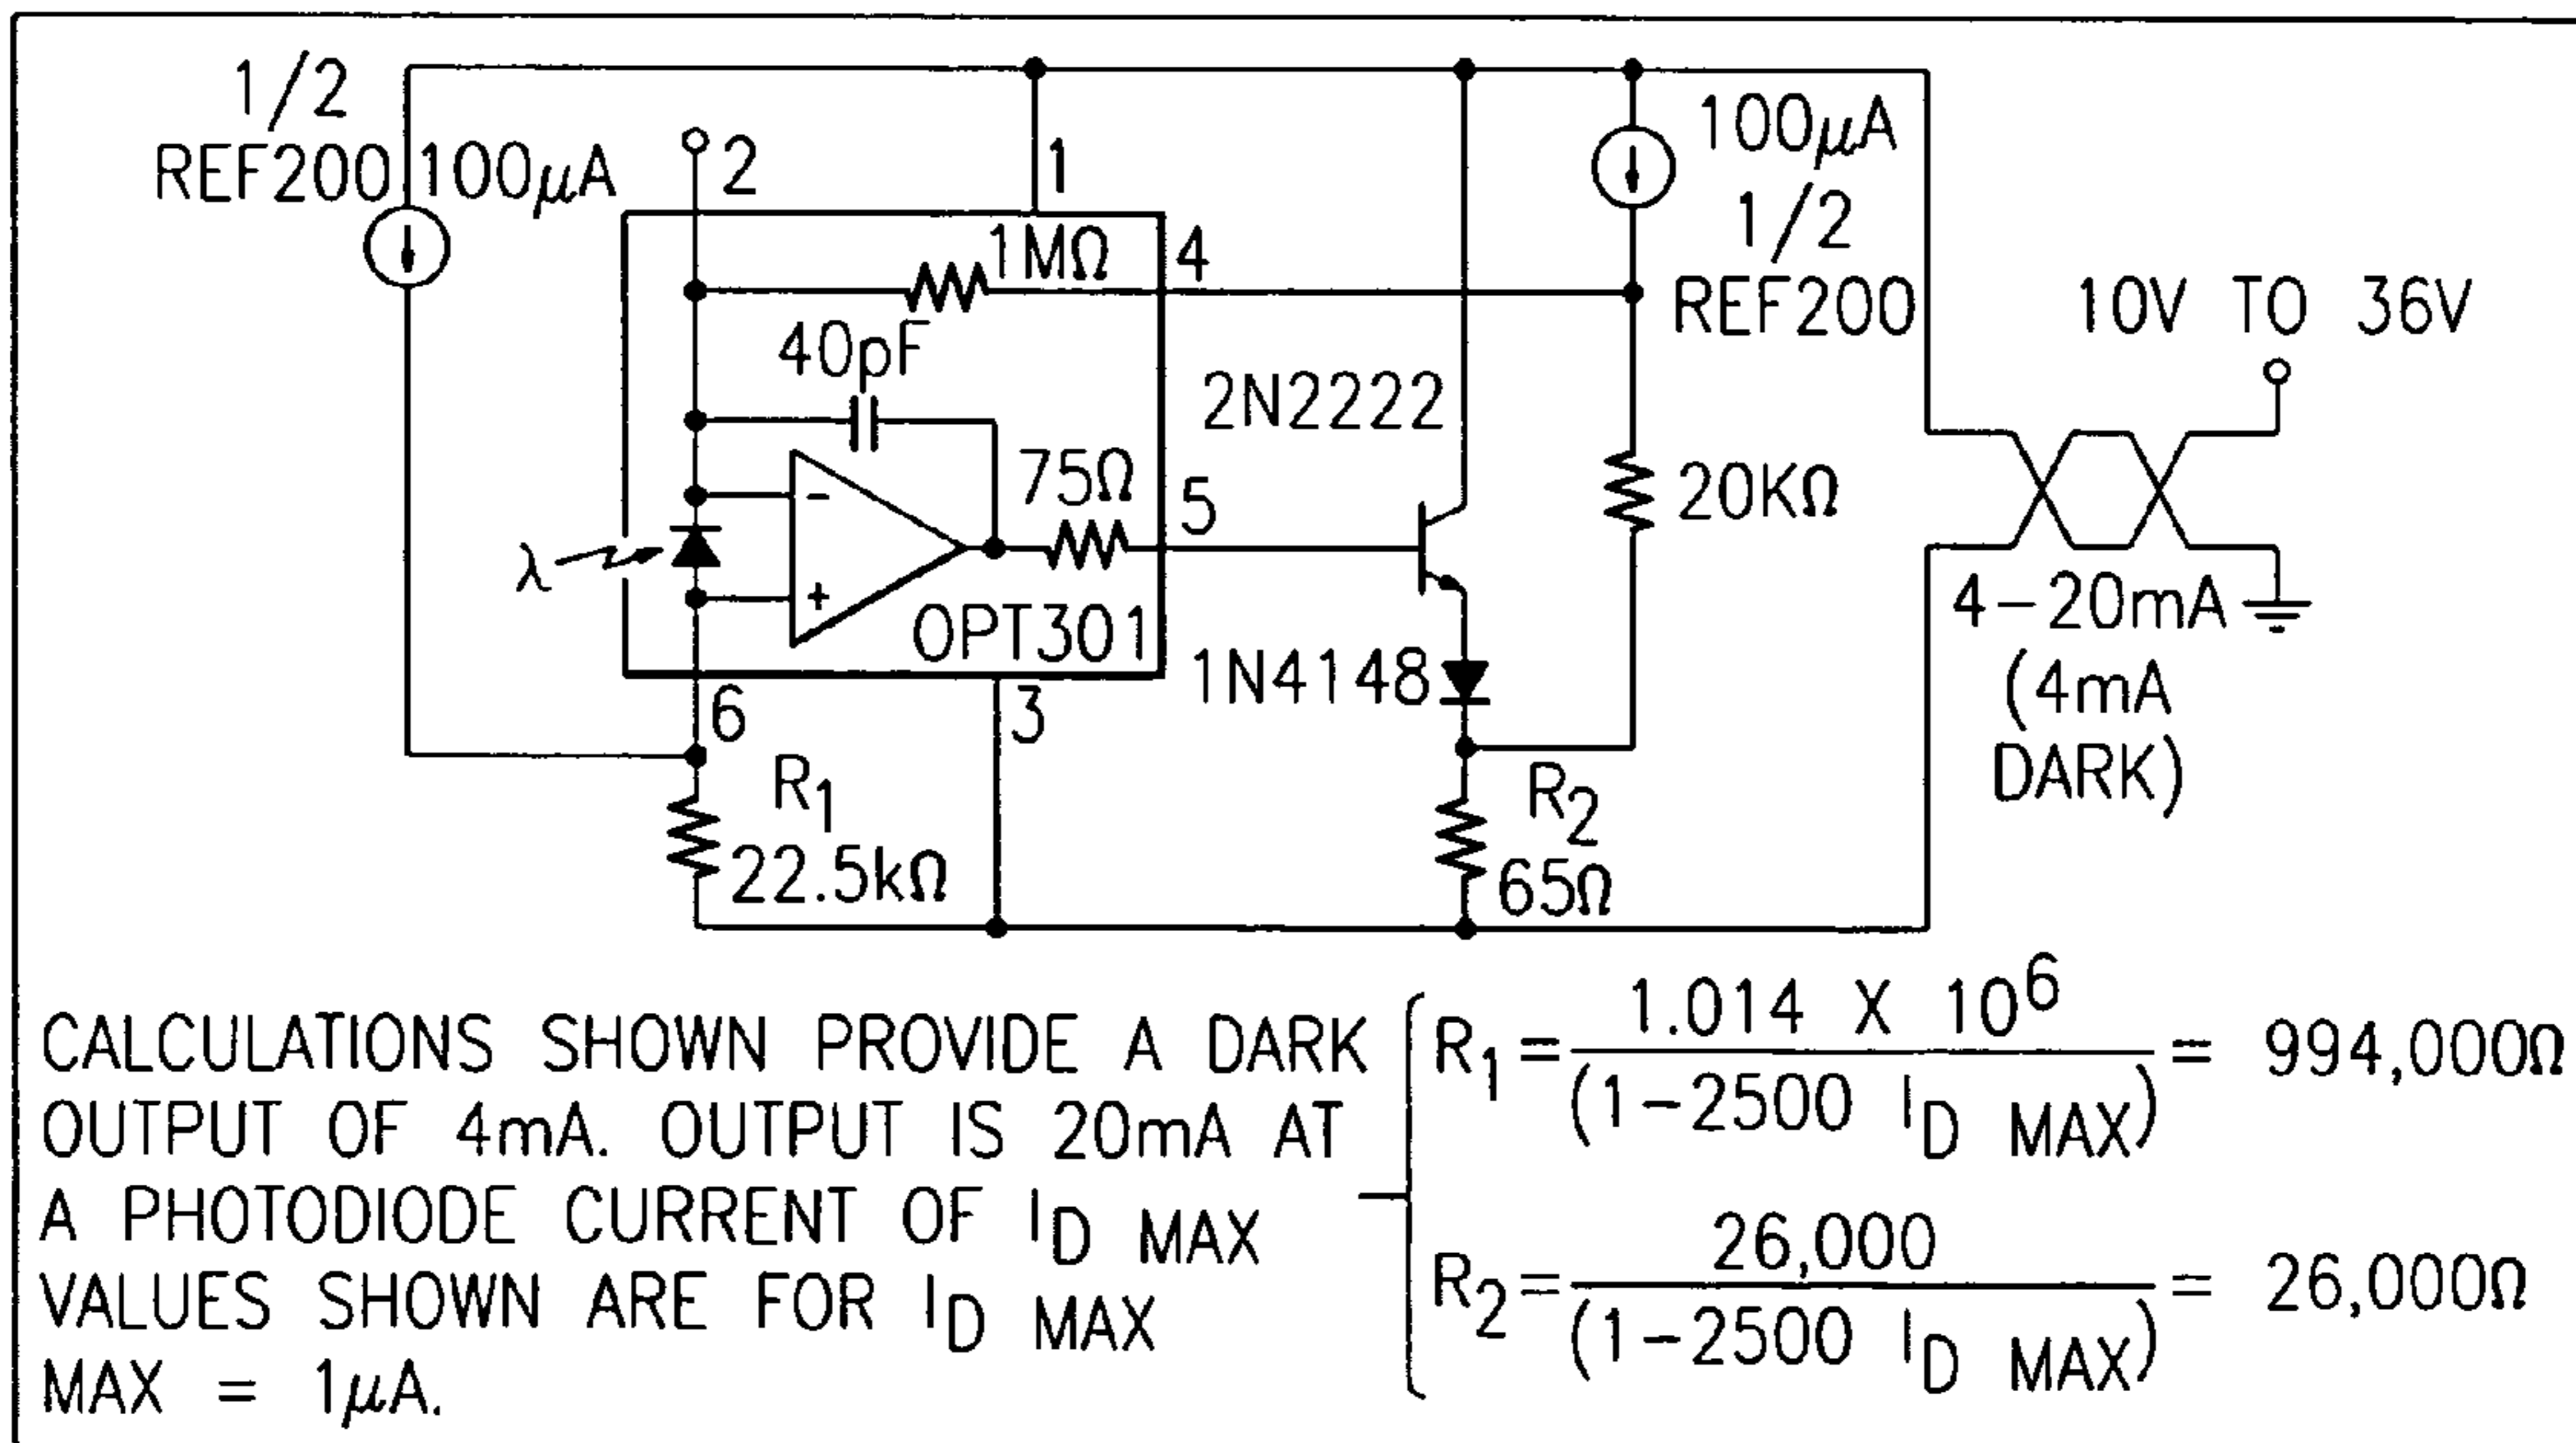 1/2
REF200 100μA
2
1
1MΩ
4
100μA
1/2
REF200
10V TO 36V
40pF
2N2222
75Ω
5
20KΩ
λ
-
+
OPT301
1N4148
4-20mA
(4mA
DARK)
6
3
R1
22.5kΩ
R2
65Ω
CALCULATIONS SHOWN PROVIDE A DARK
OUTPUT OF 4mA. OUTPUT IS 20mA AT
A PHOTODIODE CURRENT OF ID MAX
VALUES SHOWN ARE FOR ID MAX
MAX = 1μA.
R1 = 1.014 X 10^6 / (1-2500 ID MAX) = 994,000Ω
R2 = 26,000 / (1-2500 ID MAX) = 26,000Ω